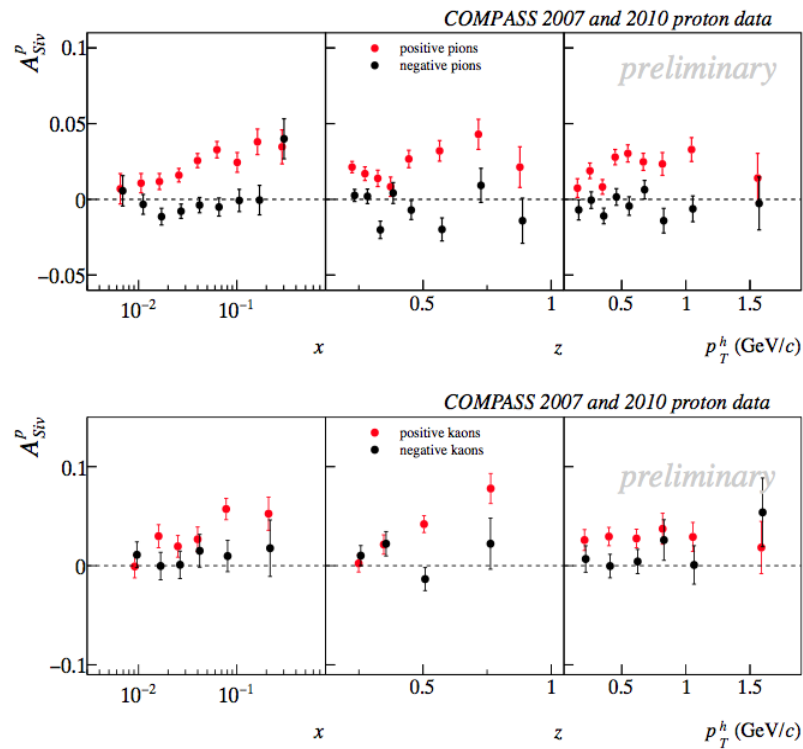 COMPASS 2007 and 2010 proton data
A^p_Siv
0.1
0.05
0
−0.05
positive pions
negative pions
preliminary
10^−2
10^−1
0.5
1
0.5
1
1.5
x
z
p_T^h (GeV/c)
COMPASS 2007 and 2010 proton data
A^p_Siv
0.1
0
−0.1
positive kaons
negative kaons
preliminary
10^−2
10^−1
0.5
1
0.5
1
1.5
x
z
p_T^h (GeV/c)